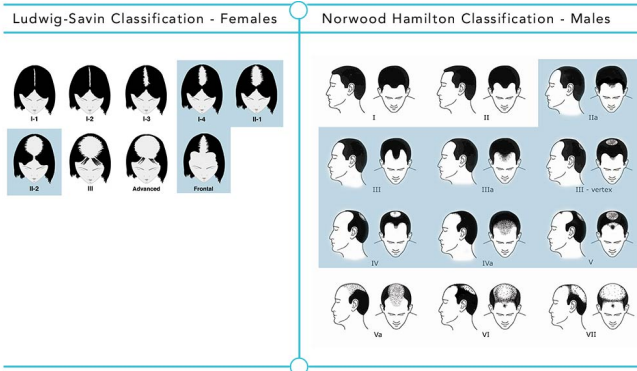 Ludwig-Savin Classification - Females
Norwood Hamilton Classification - Males
I-1 I-2 I-3 I-4 II-1
II-2 III Advanced Frontal
I II IIa
III IIIa III - vertex
IV IVa V
Va VI VII